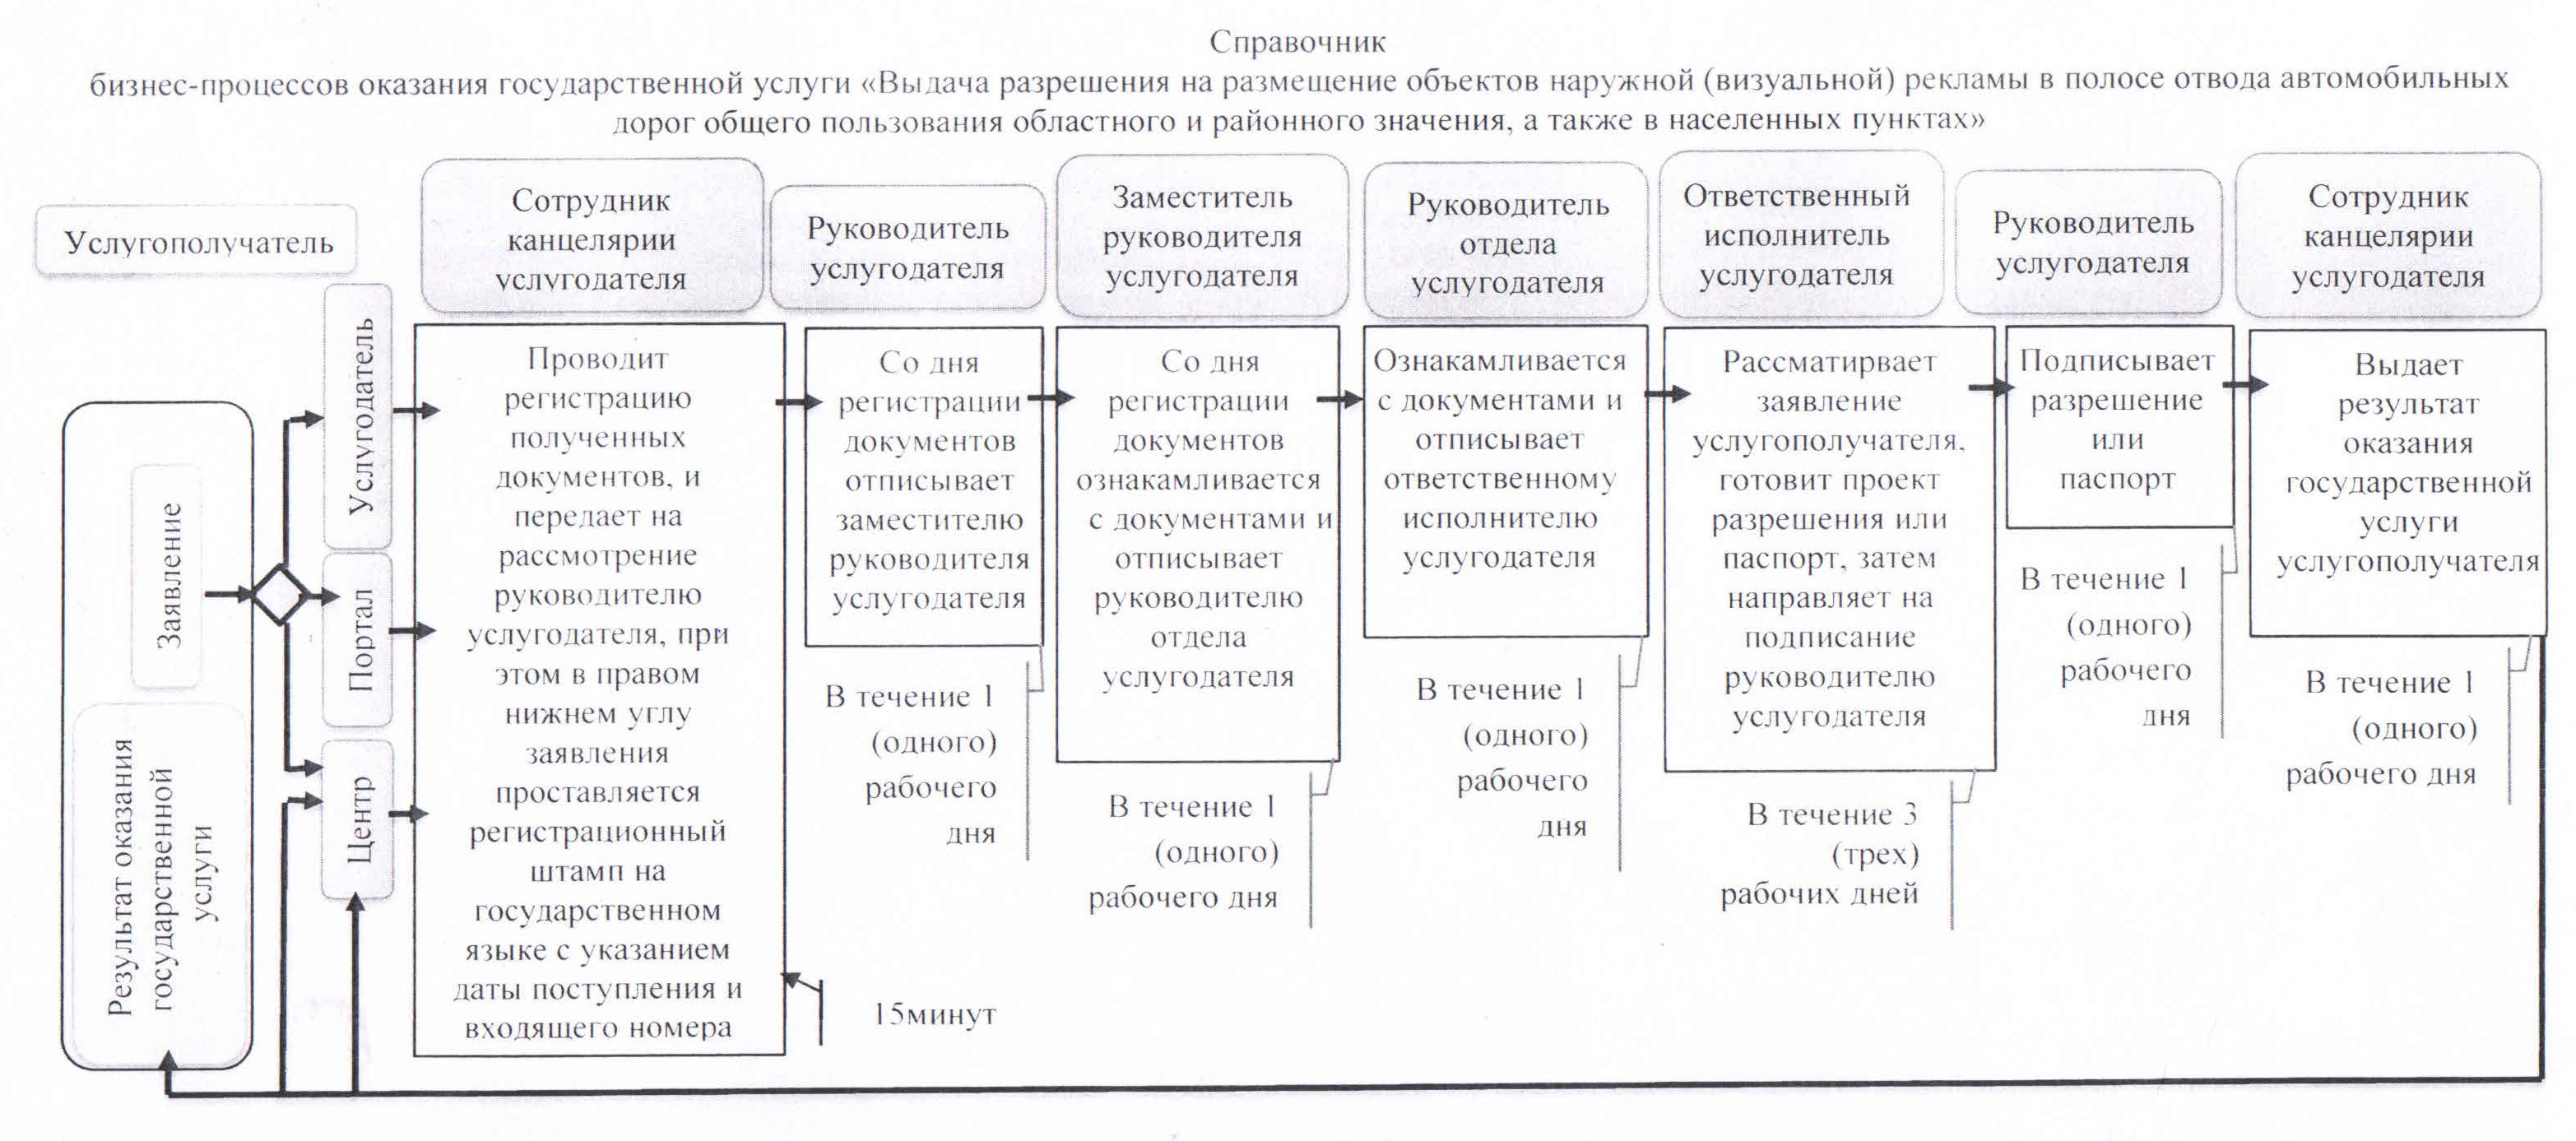 Справочник
бизнес-процессов оказания государственной услуги «Выдача разрешения на размещение объектов наружной (визуальной) рекламы в полосе отвода автомобильных
дорог общего пользования областного и районного значения, а также в населенных пунктах»
Услугополучатель
Сотрудник
канцелярии
услугодателя
Руководитель
услугодателя
Заместитель
руководителя
услугодателя
Руководитель
отдела
услугодателя
Ответственный
исполнитель
услугодателя
Руководитель
услугодателя
Сотрудник
канцелярии
услугодателя
Заявление
Результат оказания
государственной
услуги
Услугодатель
Портал
Центр
Проводит
регистрацию
полученных
документов, и
передает на
рассмотрение
руководителю
услугодателя, при
этом в правом
нижнем углу
заявления
проставляется
регистрационный
штамп на
государственном
языке с указанием
даты поступления и
входящего номера
15минут
Со дня
регистрации
документов
отписывает
заместителю
руководителя
услугодателя
В течение 1
(одного)
рабочего
дня
Со дня
регистрации
документов
ознакамливается
с документами и
отписывает
руководителю
отдела
услугодателя
В течение 1
(одного)
рабочего дня
Ознакамливается
с документами и
отписывает
ответственному
исполнителю
услугодателя
В течение 1
(одного)
рабочего
дня
Рассматирвает
заявление
услугополучателя,
готовит проект
разрешения или
паспорт, затем
направляет на
подписание
руководителю
услугодателя
В течение 3
(трех)
рабочих дней
Подписывает
разрешение
или
паспорт
В течение 1
(одного)
рабочего
дня
Выдает
результат
оказания
государственной
услуги
услугополучателя
В течение 1
(одного)
рабочего дня